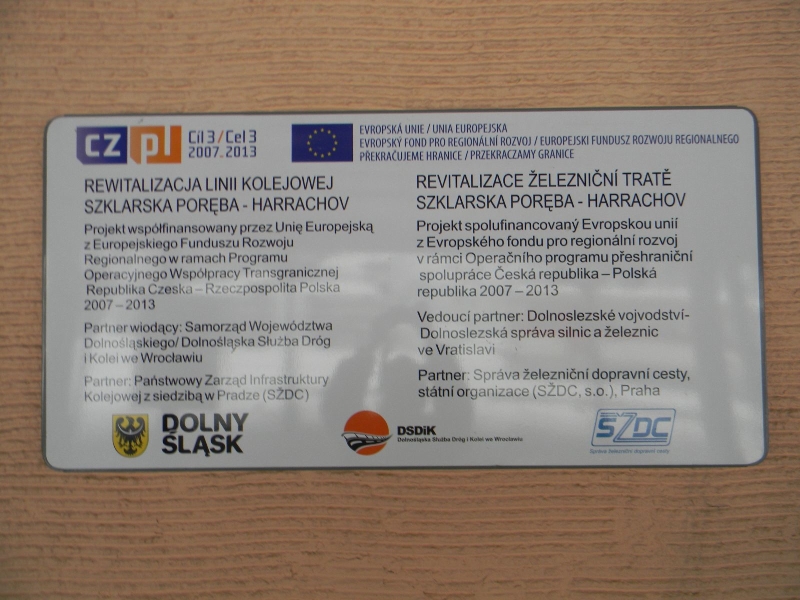 cz pl
Cíl 3 / Cel 3
2007-2013
EVROPSKÁ UNIE / UNIA EUROPEJSKA
EVROPSKÝ FOND PRO REGIONÁLNÍ ROZVOJ / EUROPEJSKI FUNDUSZ ROZWOJU REGIONALNEGO
PŘEKRAČUJEME HRANICE / PRZEKRACZAMY GRANICE
REWITALIZACJA LINII KOLEJOWEJ
SZKLARSKA PORĘBA - HARRACHOV
Projekt współfinansowany przez Unię Europejską
z Europejskiego Funduszu Rozwoju
Regionalnego w ramach Programu
Operacyjnego Współpracy Transgranicznej
Republika Czeska – Rzeczpospolita Polska
2007 – 2013
Partner wiodący: Samorząd Województwa
Dolnośląskiego/ Dolnośląska Służba Dróg
i Kolei we Wrocławiu
Partner: Państwowy Zarząd Infrastruktury
Kolejowej z siedzibą w Pradze (SŽDC)
REVITALIZACE ŽELEZNIČNÍ TRATĚ
SZKLARSKA PORĘBA - HARRACHOV
Projekt spolufinancovaný Evropskou unií
z Evropského fondu pro regionální rozvoj
v rámci Operačního programu přeshraniční
spolupráce Česká republika – Polská
republika 2007 – 2013
Vedoucí partner: Dolnoslezské vojvodství-
Dolnoslezská správa silnic a železnic
ve Vratislavi
Partner: Správa železniční dopravní cesty,
státní organizace (SŽDC, s.o.), Praha
DOLNY
ŚLĄSK
DSDiK
Dolnośląska Służba Dróg i Kolei we Wrocławiu
SŽDC
Správa železniční dopravní cesty